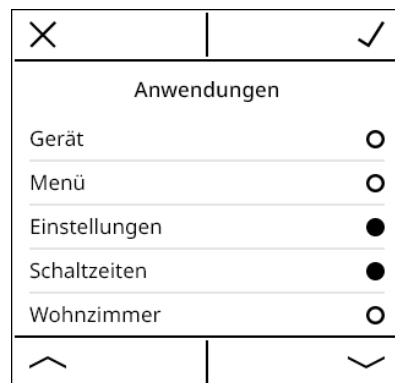 Anwendungen
Gerät
Menü
Einstellungen
Schaltzeiten
Wohnzimmer